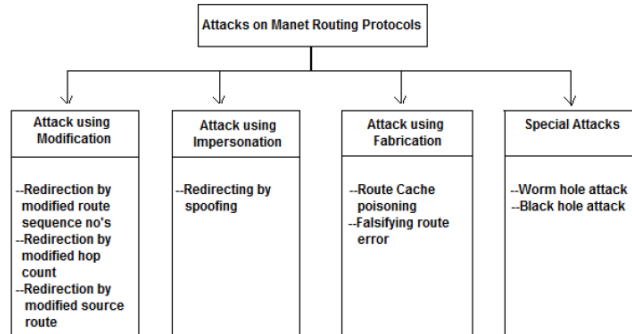 Attacks on Manet Routing Protocols
Attack using
Modification
--Redirection by
modified route
sequence no's
--Redirection by
modified hop
count
--Redirection by
modified source
route
Attack using
Impersonation
--Redirecting by
spoofing
Attack using
Fabrication
--Route Cache
poisoning
--Falsifying route
error
Special Attacks
--Worm hole attack
--Black hole attack